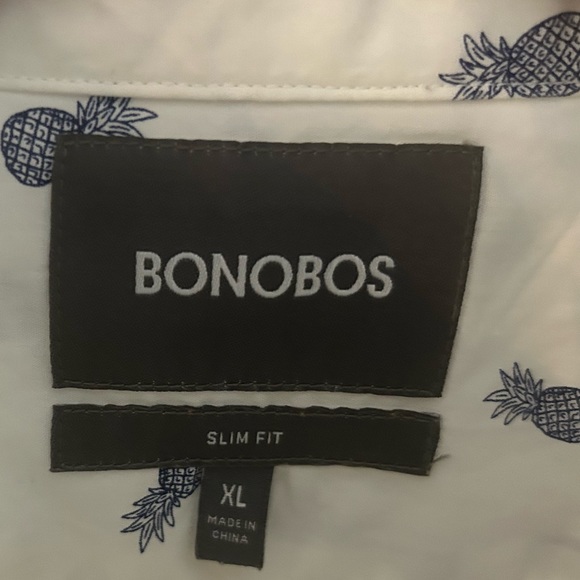 BONOBOS
SLIM FIT
XL
MADE IN
CHINA